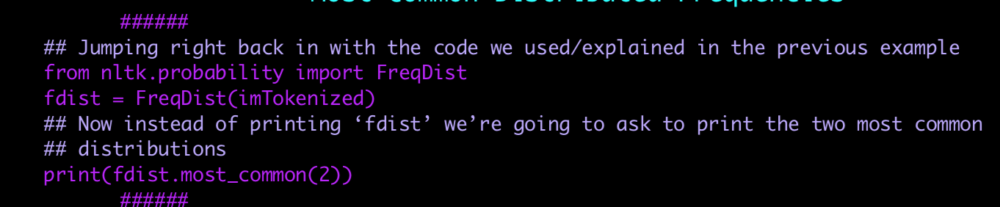 Most Common Distributed Frequencies
######
## Jumping right back in with the code we used/explained in the previous example
from nltk.probability import FreqDist
fdist = FreqDist(imTokenized)
## Now instead of printing ‘fdist’ we’re going to ask to print the two most common
## distributions
print(fdist.most_common(2))
######